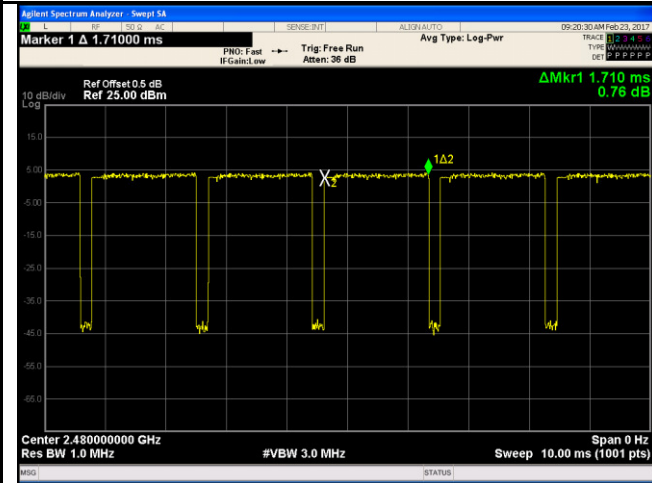 Agilent Spectrum Analyzer - Swept SA
L RF 50 Ω AC SENSE:INT ALIGN AUTO 09:20:30 AM Feb 23, 2017
Marker 1 Δ 1.71000 ms Avg Type: Log-Pwr TRACE 1 2 3 4 5 6
PNO: Fast Trig: Free Run TYPE WWWWWW
IFGain:Low Atten: 36 dB DET P P P P P P
ΔMkr1 1.710 ms
Ref Offset 0.5 dB
10 dB/div Ref 25.00 dBm 0.76 dB
Log
15.0
5.00
1Δ2
2
-5.00
-15.0
-25.0
-35.0
-45.0
-55.0
-65.0
Center 2.480000000 GHz Span 0 Hz
Res BW 1.0 MHz #VBW 3.0 MHz Sweep 10.00 ms (1001 pts)
MSG STATUS